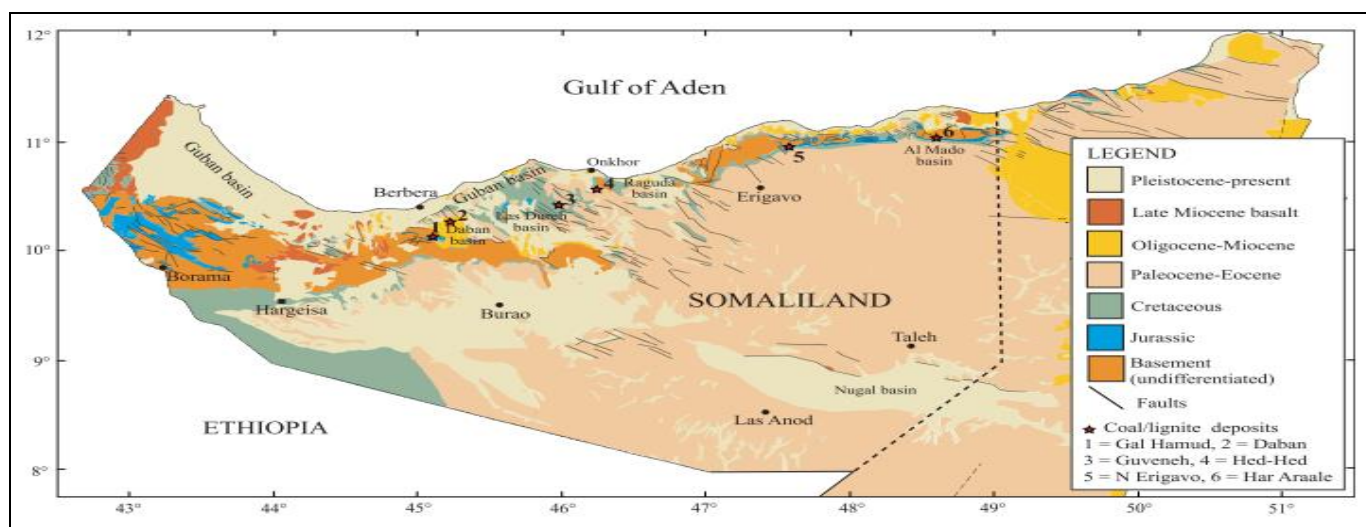 12°
11°
10°
9°
8°
43°
44°
45°
46°
47°
48°
49°
50°
51°
Gulf of Aden
Guban basin
Berbera
Guban basin
Onkhor
4
Raguda
basin
3
Las Dureh
basin
2
1
Daban
basin
5
Erigavo
6
Al Mado
basin
Borama
Hargeisa
Burao
SOMALILAND
Taleh
Nugal basin
Las Anod
ETHIOPIA
LEGEND
Pleistocene-present
Late Miocene basalt
Oligocene-Miocene
Paleocene-Eocene
Cretaceous
Jurassic
Basement
(undifferentiated)
Faults
Coal/lignite deposits
1 = Gal Hamud, 2 = Daban
3 = Guveneh, 4 = Hed-Hed
5 = N Erigavo, 6 = Har Araale